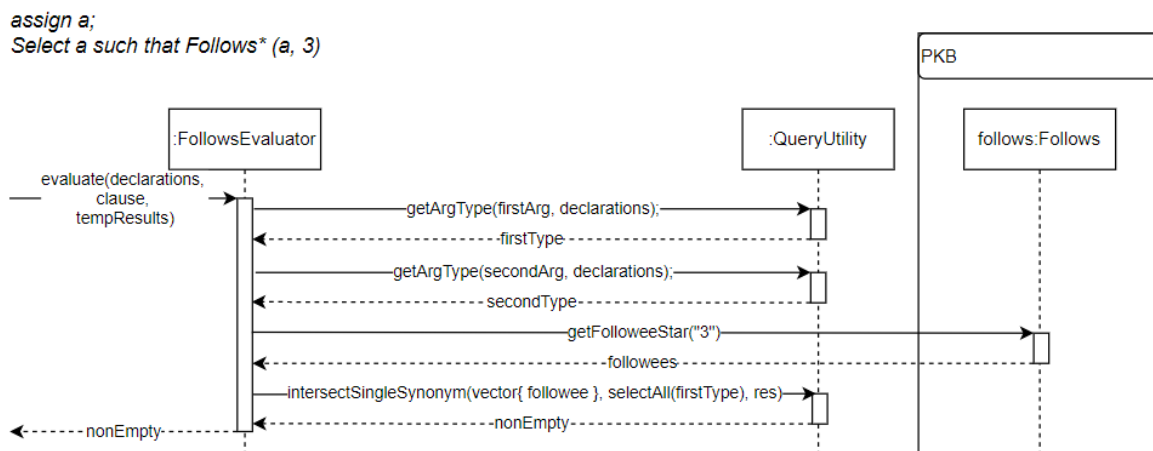 assign a;
Select a such that Follows* (a, 3)
PKB
:FollowsEvaluator
:QueryUtility
follows:Follows
evaluate(declarations,
clause,
tempResults)
getArgType(firstArg, declarations);
firstType
getArgType(secondArg, declarations);
secondType
getFolloweeStar("3")
followees
intersectSingleSynonym(vector{ followee }, selectAll(firstType), res)
nonEmpty
nonEmpty